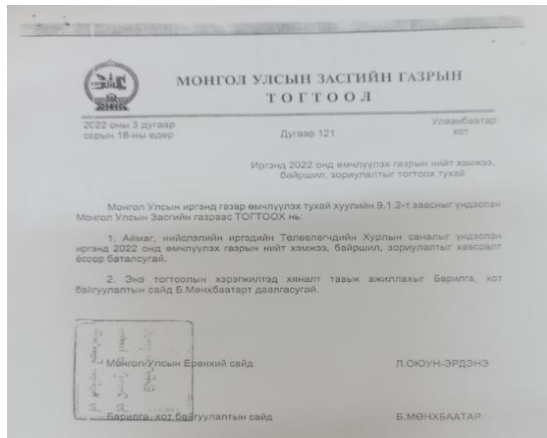 МОНГОЛ УЛСЫН ЗАСГИЙН ГАЗРЫН
ТОГТООЛ
2022 оны 3 дугаар
сарын 16-ны өдөр
Дугаар 121
Улаанбаатар
хот
Иргэнд 2022 онд өмчлүүлэх газрын нийт хэмжээ,
байршил, зориулалтыг тогтоох тухай
Монгол Улсын иргэнд газар өмчлүүлэх тухай хуулийн 9.1.2-т заасныг үндэслэн
Монгол Улсын Засгийн газраас ТОГТООХ нь:
1. Аймаг, нийслэлийн иргэдийн Төлөөлөгчдийн Хурлын саналыг үндэслэн
иргэнд 2022 онд өмчлүүлэх газрын нийт хэмжээ, байршил, зориулалтыг хавсралт
ёсоор баталсугай.
2. Энэ тогтоолын хэрэгжилтэд хяналт тавьж ажиллахыг Барилга, хот
байгуулалтын сайд Б.Мөнхбаатарт даалгасугай.
Монгол Улсын Ерөнхий сайд
Л.ОЮУН-ЭРДЭНЭ
Барилга, хот байгуулалтын сайд
Б.МӨНХБААТАР